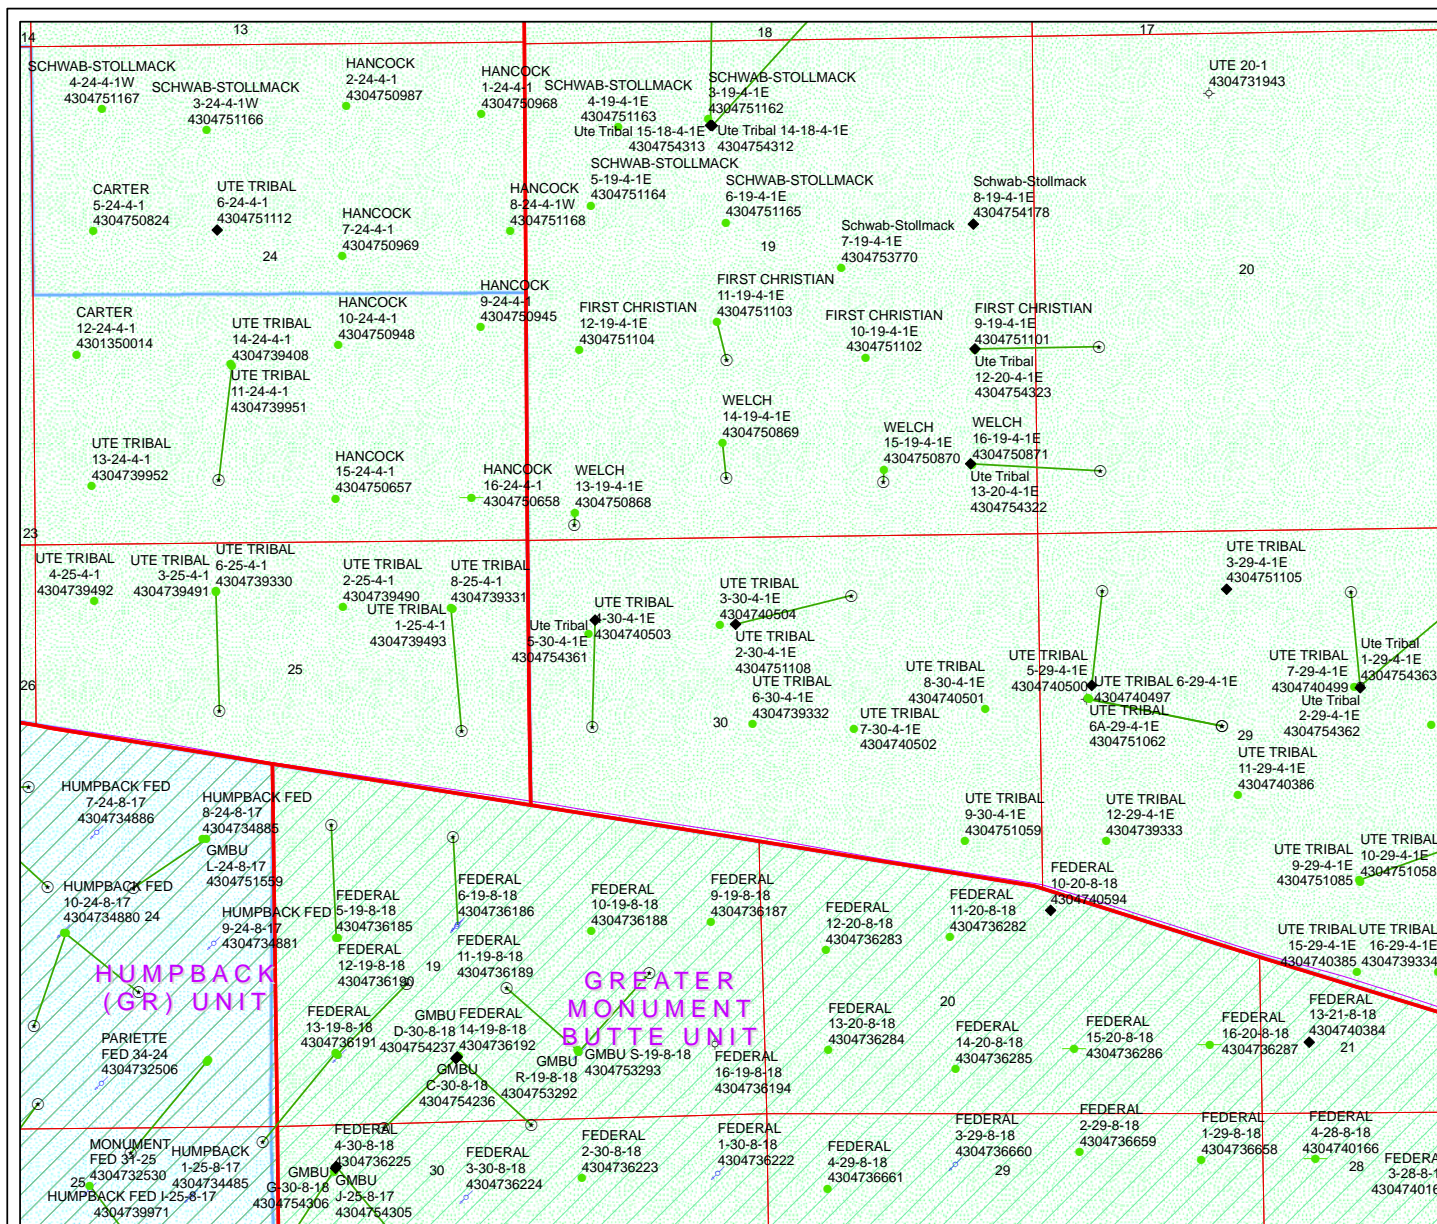 14
13
18
17
SCHWAB-STOLLMACK
4-24-4-1W
4304751167
SCHWAB-STOLLMACK
3-24-4-1W
4304751166
HANCOCK
2-24-4-1
4304750987
HANCOCK
1-24-4-1
4304750968
SCHWAB-STOLLMACK
4-19-4-1E
4304751163
SCHWAB-STOLLMACK
3-19-4-1E
4304751162
Ute Tribal 15-18-4-1E
4304754313
Ute Tribal 14-18-4-1E
4304754312
UTE 20-1
4304731943
CARTER
5-24-4-1
4304750824
UTE TRIBAL
6-24-4-1
4304751112
HANCOCK
7-24-4-1
4304750969
HANCOCK
8-24-4-1W
4304751168
SCHWAB-STOLLMACK
5-19-4-1E
4304751164
SCHWAB-STOLLMACK
6-19-4-1E
4304751165
Schwab-Stollmack
7-19-4-1E
4304753770
Schwab-Stollmack
8-19-4-1E
4304754178
24
19
20
CARTER
12-24-4-1
4301350014
UTE TRIBAL
14-24-4-1
4304739408
UTE TRIBAL
11-24-4-1
4304739951
HANCOCK
10-24-4-1
4304750948
HANCOCK
9-24-4-1
4304750945
FIRST CHRISTIAN
12-19-4-1E
4304751104
FIRST CHRISTIAN
11-19-4-1E
4304751103
FIRST CHRISTIAN
10-19-4-1E
4304751102
FIRST CHRISTIAN
9-19-4-1E
4304751101
Ute Tribal
12-20-4-1E
4304754323
UTE TRIBAL
13-24-4-1
4304739952
HANCOCK
15-24-4-1
4304750657
HANCOCK
16-24-4-1
4304750658
WELCH
13-19-4-1E
4304750868
WELCH
14-19-4-1E
4304750869
WELCH
15-19-4-1E
4304750870
WELCH
16-19-4-1E
4304750871
Ute Tribal
13-20-4-1E
4304754322
23
UTE TRIBAL
4-25-4-1
4304739492
UTE TRIBAL
3-25-4-1
4304739491
UTE TRIBAL
6-25-4-1
4304739330
UTE TRIBAL
2-25-4-1
4304739490
UTE TRIBAL
1-25-4-1
4304739493
UTE TRIBAL
8-25-4-1
4304739331
Ute Tribal
5-30-4-1E
4304754361
UTE TRIBAL
4-30-4-1E
4304740503
UTE TRIBAL
3-30-4-1E
4304740504
UTE TRIBAL
2-30-4-1E
4304751108
UTE TRIBAL
6-30-4-1E
4304739332
UTE TRIBAL
7-30-4-1E
4304740502
UTE TRIBAL
8-30-4-1E
4304740501
UTE TRIBAL
5-29-4-1E
4304740500
UTE TRIBAL 6-29-4-1E
4304740497
UTE TRIBAL
6A-29-4-1E
4304751062
UTE TRIBAL
3-29-4-1E
4304751105
UTE TRIBAL
7-29-4-1E
4304740499
Ute Tribal
1-29-4-1E
4304754363
Ute Tribal
2-29-4-1E
4304754362
26
25
30
29
UTE TRIBAL
11-29-4-1E
4304740386
UTE TRIBAL
9-30-4-1E
4304751059
UTE TRIBAL
12-29-4-1E
4304739333
UTE TRIBAL
9-29-4-1E
4304751085
UTE TRIBAL
10-29-4-1E
4304751058
UTE TRIBAL
15-29-4-1E
4304740385
UTE TRIBAL
16-29-4-1E
4304739334
HUMPBACK FED
7-24-8-17
4304734886
HUMPBACK FED
8-24-8-17
4304734885
GMBU
L-24-8-17
4304751559
HUMPBACK FED
10-24-8-17
4304734880
24
HUMPBACK FED
9-24-8-17
4304734881
HUMPBACK
(GR) UNIT
PARIETTE
FED 34-24
4304732506
FEDERAL
5-19-8-18
4304736185
FEDERAL
6-19-8-18
4304736186
FEDERAL
12-19-8-18
4304736190
19
FEDERAL
11-19-8-18
4304736189
FEDERAL
10-19-8-18
4304736188
FEDERAL
9-19-8-18
4304736187
FEDERAL
12-20-8-18
4304736283
FEDERAL
11-20-8-18
4304736282
FEDERAL
10-20-8-18
4304740594
GREATER
MONUMENT
BUTTE UNIT
FEDERAL
13-19-8-18
4304736191
GMBU
D-30-8-18
4304754237
FEDERAL
14-19-8-18
4304736192
GMBU
C-30-8-18
4304754236
GMBU
R-19-8-18
4304753292
GMBU S-19-8-18
4304753293
FEDERAL
16-19-8-18
4304736194
20
FEDERAL
13-20-8-18
4304736284
FEDERAL
14-20-8-18
4304736285
FEDERAL
15-20-8-18
4304736286
FEDERAL
16-20-8-18
4304736287
FEDERAL
13-21-8-18
4304740384
21
MONUMENT
FED 31-25
4304732530
25
HUMPBACK
1-25-8-17
4304734485
HUMPBACK FED I-25-8-17
4304739971
GMBU
G-30-8-18
4304754306
FEDERAL
4-30-8-18
4304736225
GMBU
J-25-8-17
4304754305
30
FEDERAL
3-30-8-18
4304736224
FEDERAL
2-30-8-18
4304736223
FEDERAL
1-30-8-18
4304736222
FEDERAL
4-29-8-18
4304736661
FEDERAL
3-29-8-18
4304736660
29
FEDERAL
2-29-8-18
4304736659
FEDERAL
1-29-8-18
4304736658
FEDERAL
4-28-8-18
4304740166
28
FEDERA
3-28-8-1
430474016